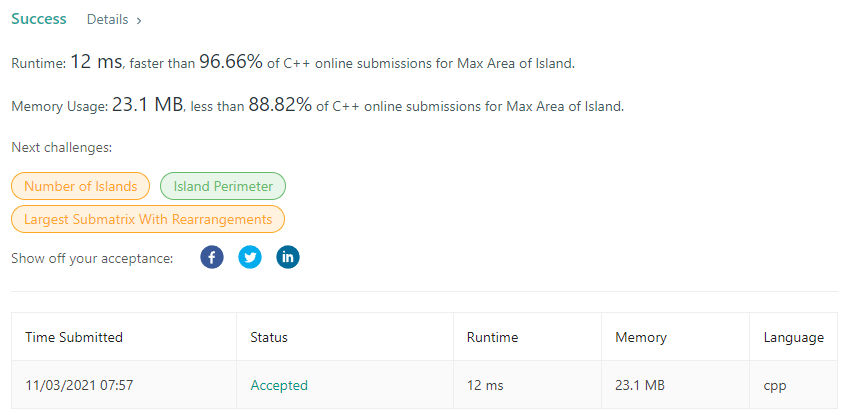 Success Details >
Runtime: 12 ms, faster than 96.66% of C++ online submissions for Max Area of Island.
Memory Usage: 23.1 MB, less than 88.82% of C++ online submissions for Max Area of Island.
Next challenges:
Number of Islands Island Perimeter
Largest Submatrix With Rearrangements
Show off your acceptance: f in
Time Submitted Status Runtime Memory Language
11/03/2021 07:57 Accepted 12 ms 23.1 MB cpp